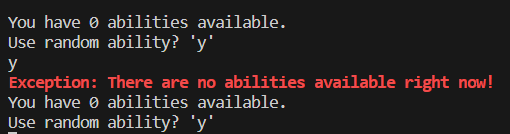 You have 0 abilities available.
Use random ability? 'y'
y
Exception: There are no abilities available right now!
You have 0 abilities available.
Use random ability? 'y'